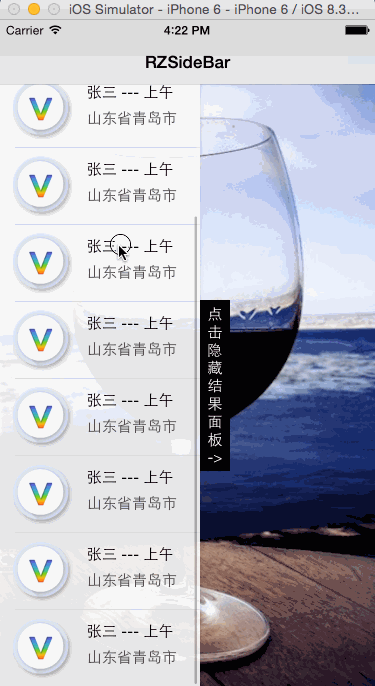 iOS Simulator - iPhone 6 - iPhone 6 / iOS 8.3...
Carrier 4:22 PM
RZSideBar
张三 --- 上午
山东省青岛市
张三 --- 上午
山东省青岛市
张三 --- 上午
山东省青岛市
张三 --- 上午
山东省青岛市
张三 --- 上午
山东省青岛市
张三 --- 上午
山东省青岛市
张三 --- 上午
山东省青岛市
张三 --- 上午
山东省青岛市
点击隐藏结果面板->